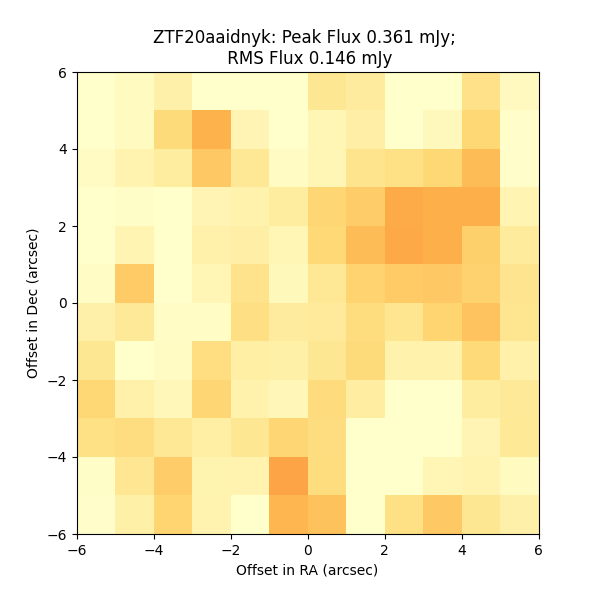 ZTF20aaidnyk: Peak Flux 0.361 mJy;
RMS Flux 0.146 mJy
6
4
2
0
−2
−4
−6
Offset in Dec (arcsec)
−6 −4 −2 0 2 4 6
Offset in RA (arcsec)